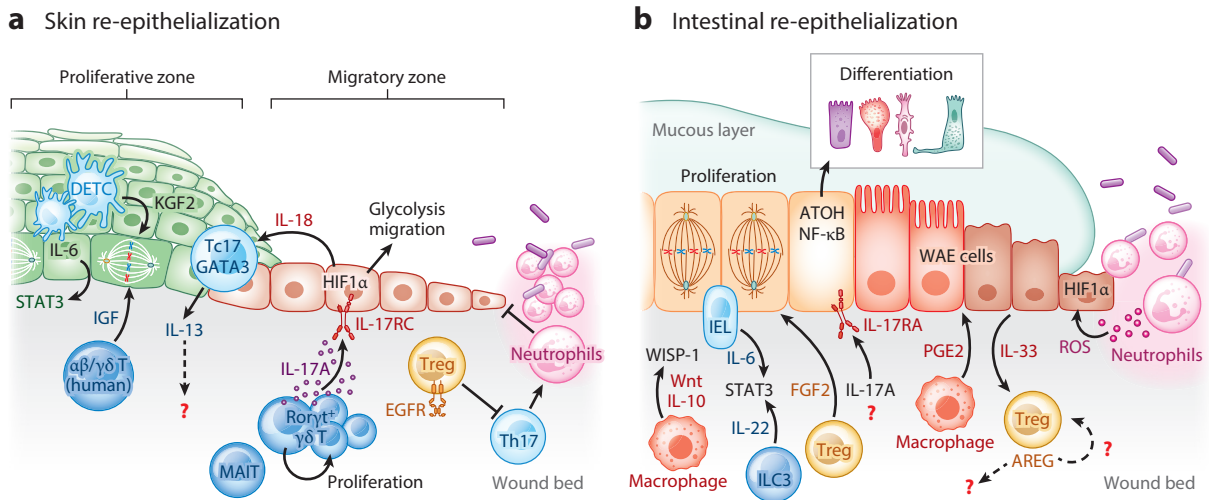 a Skin re-epithelialization
Proliferative zone
Migratory zone
DETC
KGF2
IL-6
STAT3
IGF
αβ/γδ T
(human)
Tc17
GATA3
IL-18
IL-13
?
Glycolysis
migration
HIF1α
IL-17RC
IL-17A
Rorγt+
γδ T
Proliferation
MAIT
Treg
EGFR
Th17
Neutrophils
Wound bed
b Intestinal re-epithelialization
Differentiation
Mucous layer
Proliferation
ATOH
NF-κB
WAE cells
HIF1α
IEL
IL-6
STAT3
IL-22
ILC3
WISP-1
Wnt
IL-10
Macrophage
FGF2
Treg
IL-17RA
IL-17A
?
PGE2
Macrophage
IL-33
Treg
AREG
?
?
ROS
Neutrophils
Wound bed